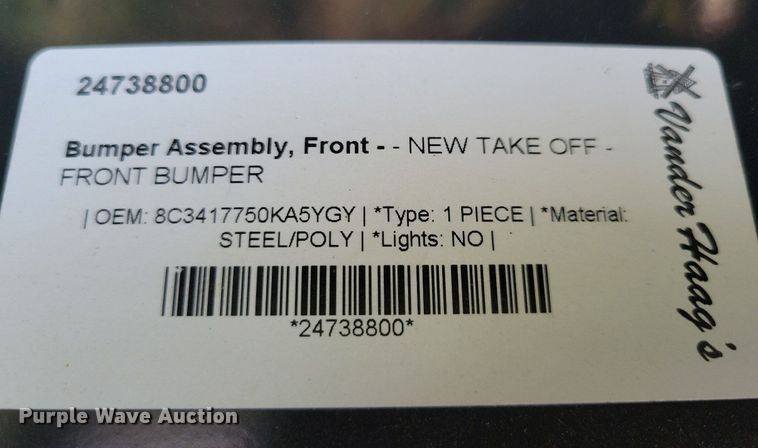 24738800
Bumper Assembly, Front - - NEW TAKE OFF -
FRONT BUMPER
| OEM: 8C3417750KA5YGY | *Type: 1 PIECE | *Material:
STEEL/POLY | *Lights: NO |
*24738800*
Vander Haag's
Purple Wave Auction